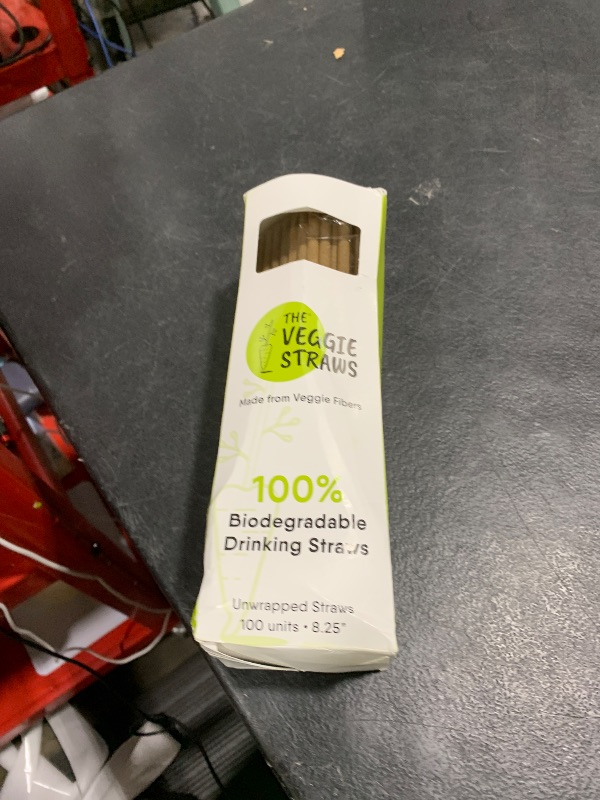 THE
VEGGIE
STRAWS
Made from Veggie Fibers
100%
Biodegradable
Drinking Straws
Unwrapped Straws
100 units • 8.25"